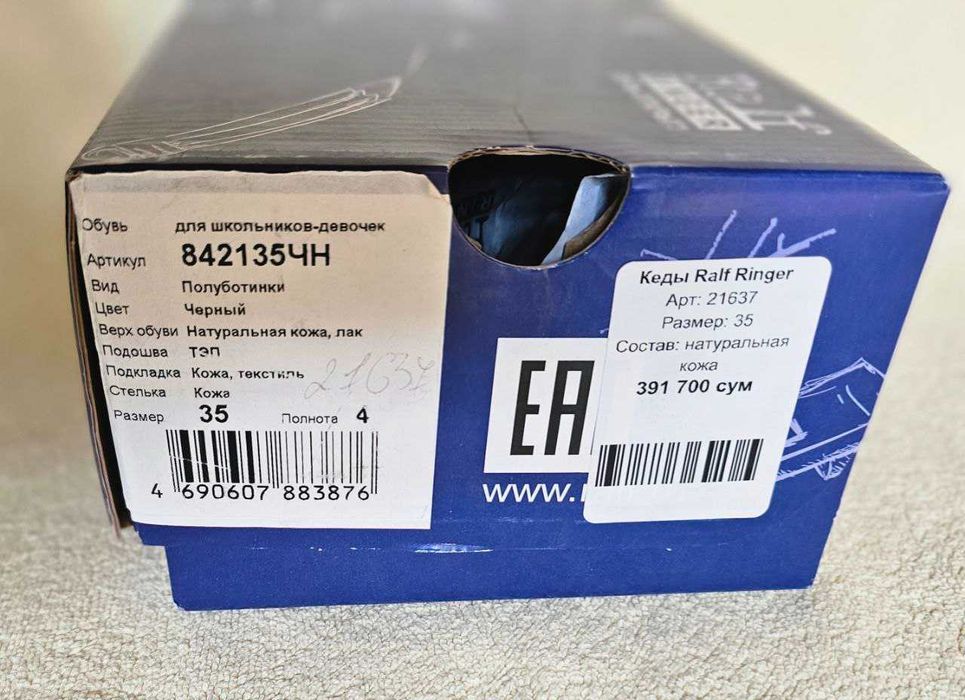 Обувь для школьников-девочек
Артикул 842135ЧН
Вид Полуботинки
Цвет Черный
Верх обуви Натуральная кожа, лак
Подошва ТЭП
Подкладка Кожа, текстиль
Стелька Кожа
21637
Размер 35 Полнота 4
4 690607 883876
Кеды Ralf Ringer
Арт: 21637
Размер: 35
Состав: натуральная
кожа
391 700 сум
EA
www.